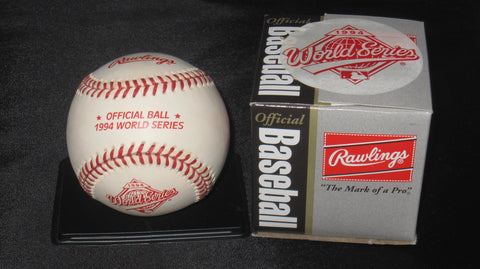 Rawlings
★ OFFICIAL BALL ★
1994 WORLD SERIES
1994
World Series
Official
Baseball
1994
World Series
Official
Baseball
Rawlings
"The Mark of a Pro"